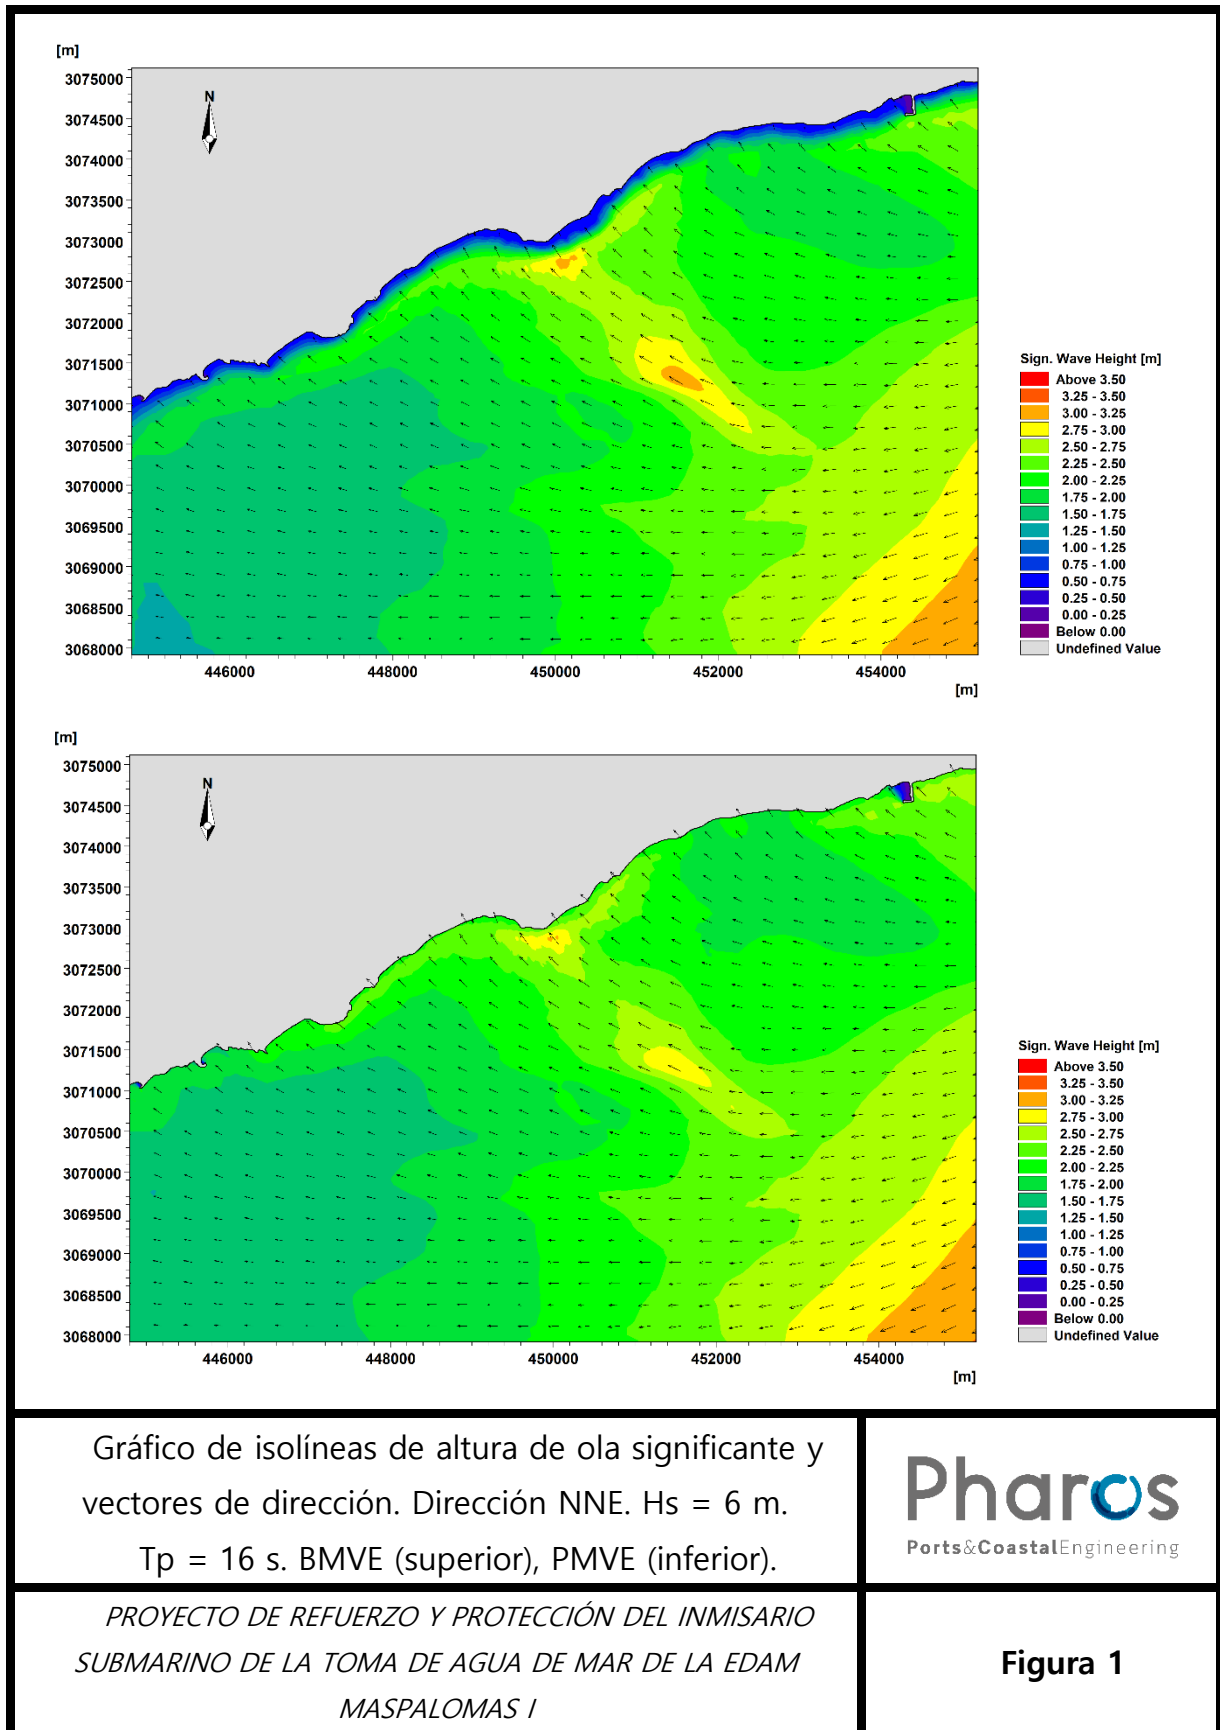 [m]
3075000
3074500
3074000
3073500
3073000
3072500
3072000
3071500
3071000
3070500
3070000
3069500
3069000
3068500
3068000
N
446000 448000 450000 452000 454000
[m]
Sign. Wave Height [m]
Above 3.50
3.25 - 3.50
3.00 - 3.25
2.75 - 3.00
2.50 - 2.75
2.25 - 2.50
2.00 - 2.25
1.75 - 2.00
1.50 - 1.75
1.25 - 1.50
1.00 - 1.25
0.75 - 1.00
0.50 - 0.75
0.25 - 0.50
0.00 - 0.25
Below 0.00
Undefined Value
[m]
3075000
3074500
3074000
3073500
3073000
3072500
3072000
3071500
3071000
3070500
3070000
3069500
3069000
3068500
3068000
N
446000 448000 450000 452000 454000
[m]
Sign. Wave Height [m]
Above 3.50
3.25 - 3.50
3.00 - 3.25
2.75 - 3.00
2.50 - 2.75
2.25 - 2.50
2.00 - 2.25
1.75 - 2.00
1.50 - 1.75
1.25 - 1.50
1.00 - 1.25
0.75 - 1.00
0.50 - 0.75
0.25 - 0.50
0.00 - 0.25
Below 0.00
Undefined Value
Gráfico de isolíneas de altura de ola significante y
vectores de dirección. Dirección NNE. Hs = 6 m.
Tp = 16 s. BMVE (superior), PMVE (inferior).
Pharos
Ports&CoastalEngineering
PROYECTO DE REFUERZO Y PROTECCIÓN DEL INMISARIO
SUBMARINO DE LA TOMA DE AGUA DE MAR DE LA EDAM
MASPALOMAS I
Figura 1